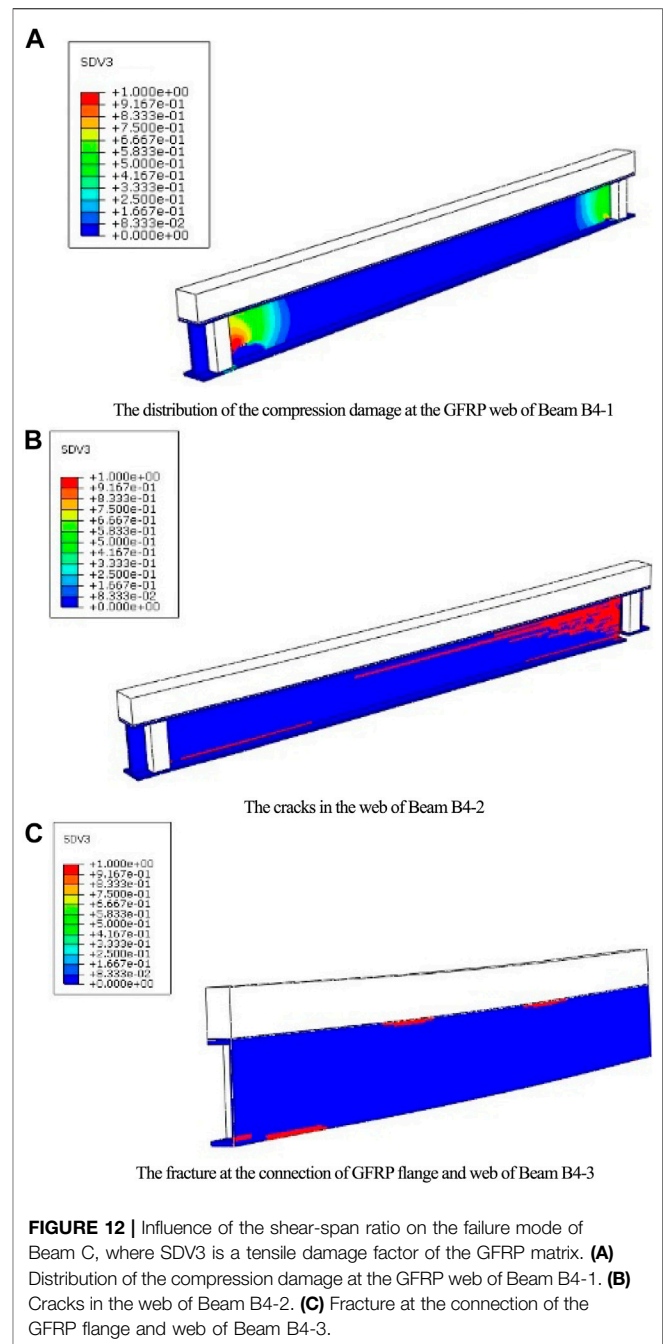 A
SDV3
+1.000e+00
+9.167e-01
+8.333e-01
+7.500e-01
+6.667e-01
+5.833e-01
+5.000e-01
+4.167e-01
+3.333e-01
+2.500e-01
+1.667e-01
+8.333e-02
+0.000e+00
The distribution of the compression damage at the GFRP web of Beam B4-1
B
SDV3
+1.000e+00
+9.167e-01
+8.333e-01
+7.500e-01
+6.667e-01
+5.833e-01
+5.000e-01
+4.167e-01
+3.333e-01
+2.500e-01
+1.667e-01
+8.333e-02
+0.000e+00
The cracks in the web of Beam B4-2
C
SDV3
+1.000e+00
+9.167e-01
+8.333e-01
+7.500e-01
+6.667e-01
+5.833e-01
+5.000e-01
+4.167e-01
+3.333e-01
+2.500e-01
+1.667e-01
+8.333e-02
+0.000e+00
The fracture at the connection of GFRP flange and web of Beam B4-3
FIGURE 12 | Influence of the shear-span ratio on the failure mode of
Beam C, where SDV3 is a tensile damage factor of the GFRP matrix. (A)
Distribution of the compression damage at the GFRP web of Beam B4-1. (B)
Cracks in the web of Beam B4-2. (C) Fracture at the connection of the
GFRP flange and web of Beam B4-3.